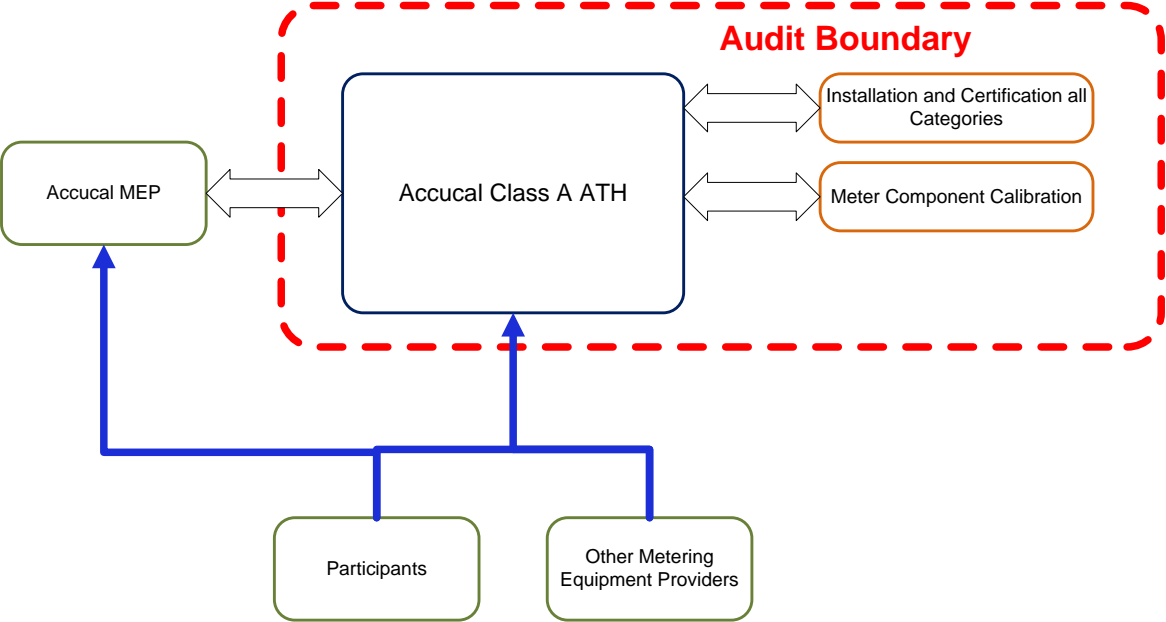 Audit Boundary
Installation and Certification all
Categories
Accucal MEP
Accucal Class A ATH
Meter Component Calibration
Participants
Other Metering
Equipment Providers